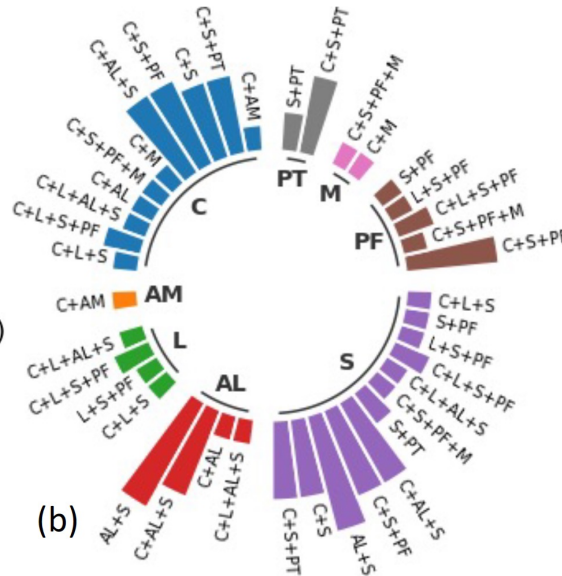 C+L+S
C+L+S+PF
C+L+AL+S
C+AL
C+M
C+S+PF+M
C+AL+S
C+S+PF
C+S
C+S+PT
C+AM
C
S+PT
C+S+PT
PT
C+S+PF+M
C+M
M
S+PF
L+S+PF
C+L+S+PF
C+S+PF+M
C+S+PF
PF
C+L+S
S+PF
L+S+PF
C+L+S+PF
C+L+AL+S
C+S+PF+M
S+PT
C+AL+S
C+S+PF
AL+S
C+S
C+S+PT
S
C+L+AL+S
C+AL
C+AL+S
AL+S
AL
C+L+S
L+S+PF
C+L+S+PF
C+L+AL+S
L
C+AM
AM
(b)